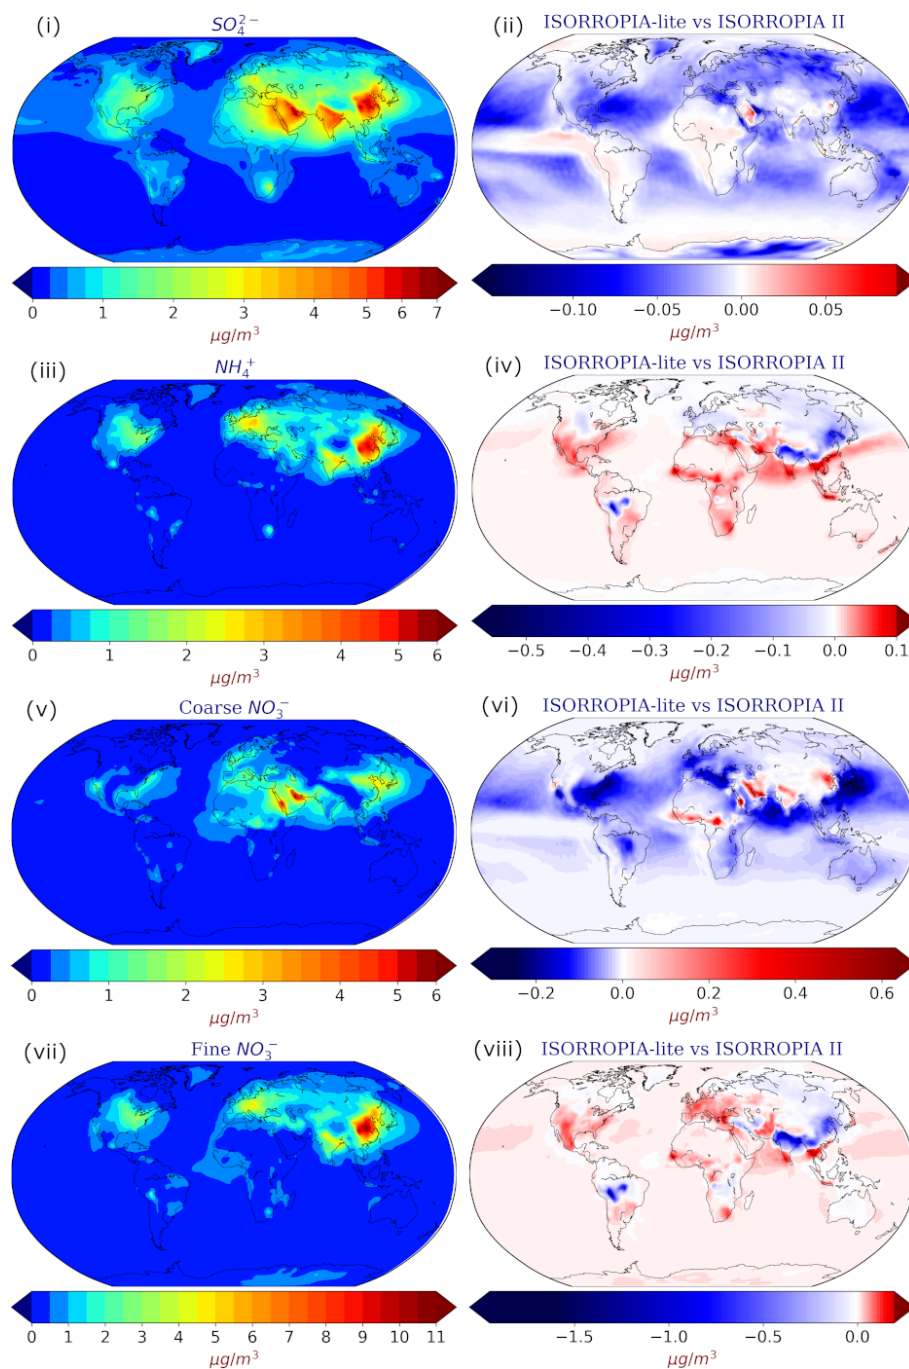 (i) SO₄²⁻
(ii) ISORROPIA-lite vs ISORROPIA II
0 1 2 3 4 5 6 7
μg/m³
−0.10 −0.05 0.00 0.05
μg/m³
(iii) NH₄⁺
(iv) ISORROPIA-lite vs ISORROPIA II
0 1 2 3 4 5 6
μg/m³
−0.5 −0.4 −0.3 −0.2 −0.1 0.0 0.1
μg/m³
(v) Coarse NO₃⁻
(vi) ISORROPIA-lite vs ISORROPIA II
0 1 2 3 4 5 6
μg/m³
−0.2 0.0 0.2 0.4 0.6
μg/m³
(vii) Fine NO₃⁻
(viii) ISORROPIA-lite vs ISORROPIA II
0 1 2 3 4 5 6 7 8 9 10 11
μg/m³
−1.5 −1.0 −0.5 0.0
μg/m³